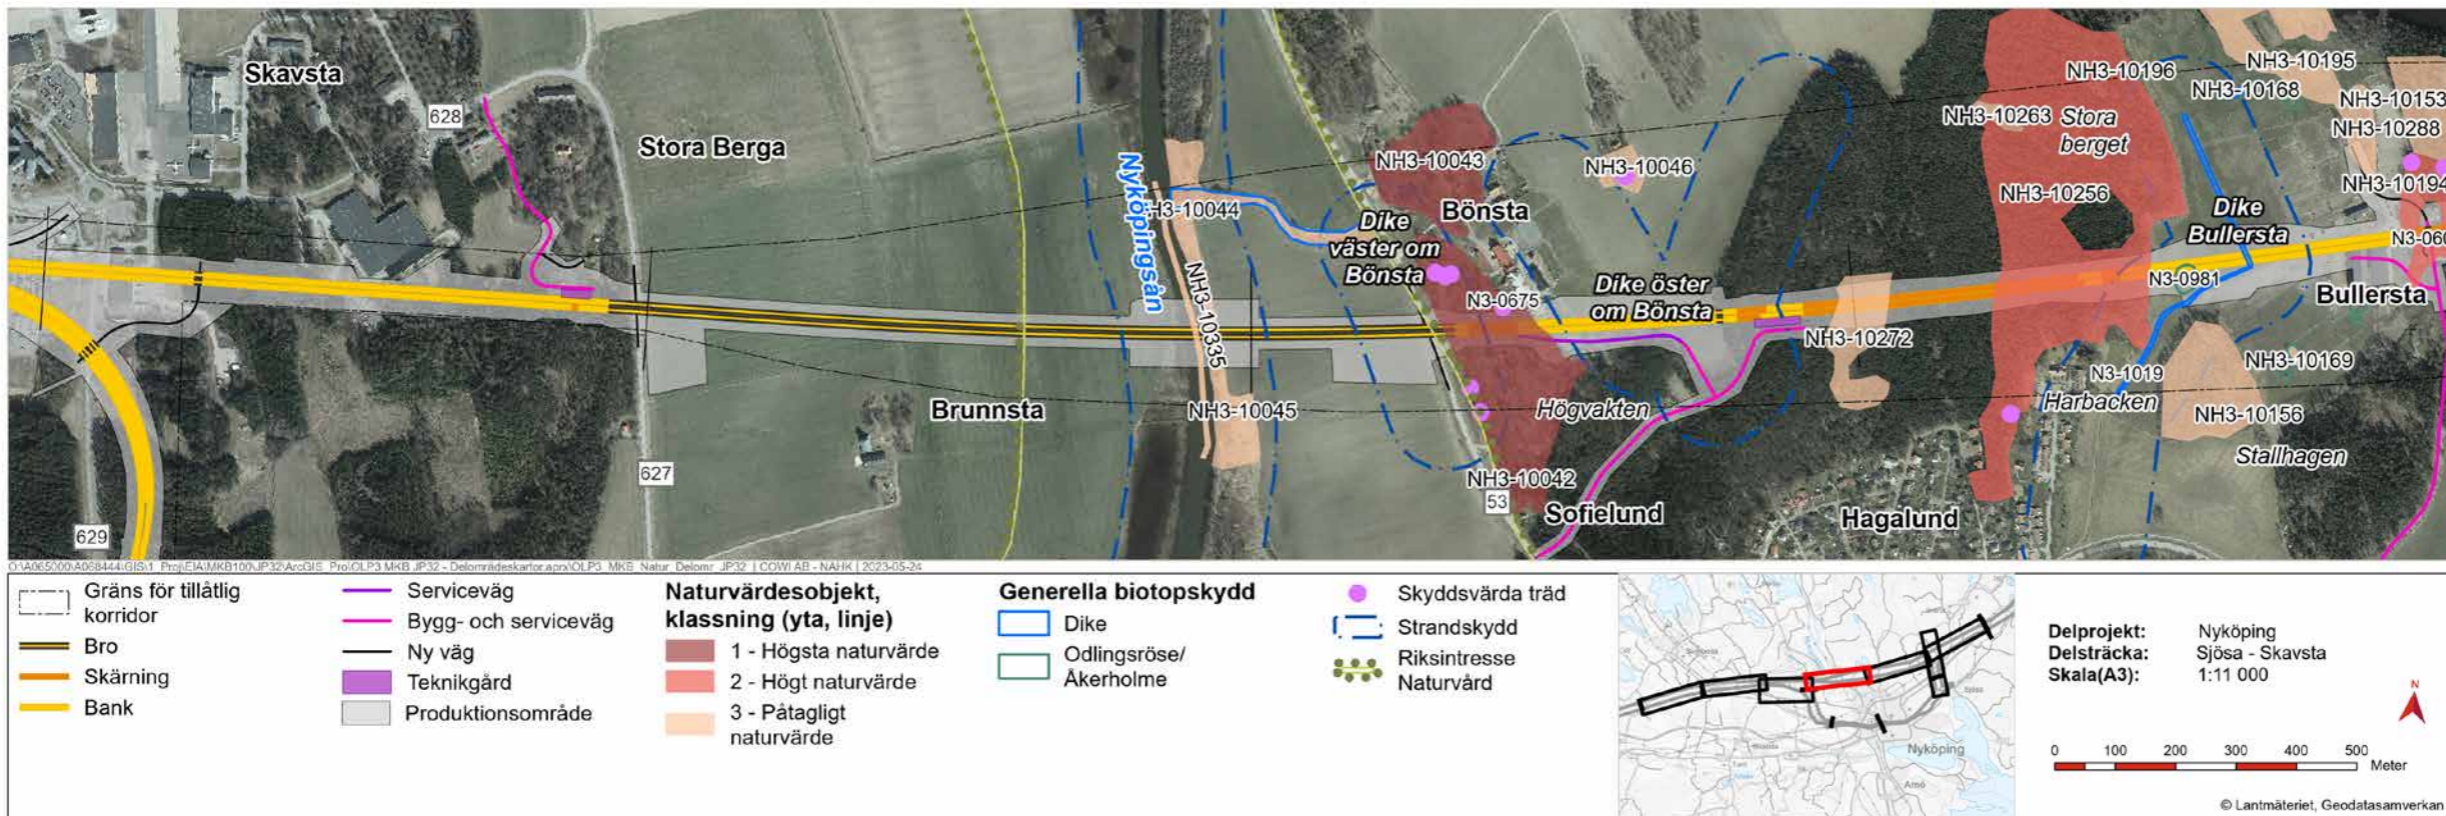 Skavsta
628
Stora Berga
Nyköpingsån
NH3-10335
NH3-10045
Brunnsta
627
629
NH3-10043
Bönsta
Dike
väster om
Bönsta
N3-0675
NH3-10046
Dike öster
om Bönsta
Högvakten
NH3-10042
53
Sofielund
NH3-10272
NH3-10263
Stora
berget
NH3-10196
NH3-10256
NH3-10168
NH3-10195
NH3-10153
NH3-10288
NH3-10194
Dike
Bullersta
N3-0981
Bullersta
N3-1019
Harbacken
NH3-10169
NH3-10156
Stallhagen
Hagalund
Gräns för tillåtlig
korridor
Bro
Skärning
Bank
Serviceväg
Bygg- och serviceväg
Ny väg
Teknikgård
Produktionsområde
Naturvärdesobjekt,
klassning (yta, linje)
1 - Högsta naturvärde
2 - Högt naturvärde
3 - Påtagligt
naturvärde
Generella biotopskydd
Dike
Odlingsröse/
Åkerholme
Skyddsvärda träd
Strandskydd
Riksintresse
Naturvård
Nyköping
Arnö
Delprojekt: Nyköping
Delsträcka: Sjösa - Skavsta
Skala(A3): 1:11 000
N
0 100 200 300 400 500
Meter
© Lantmäteriet, Geodatasamverkan